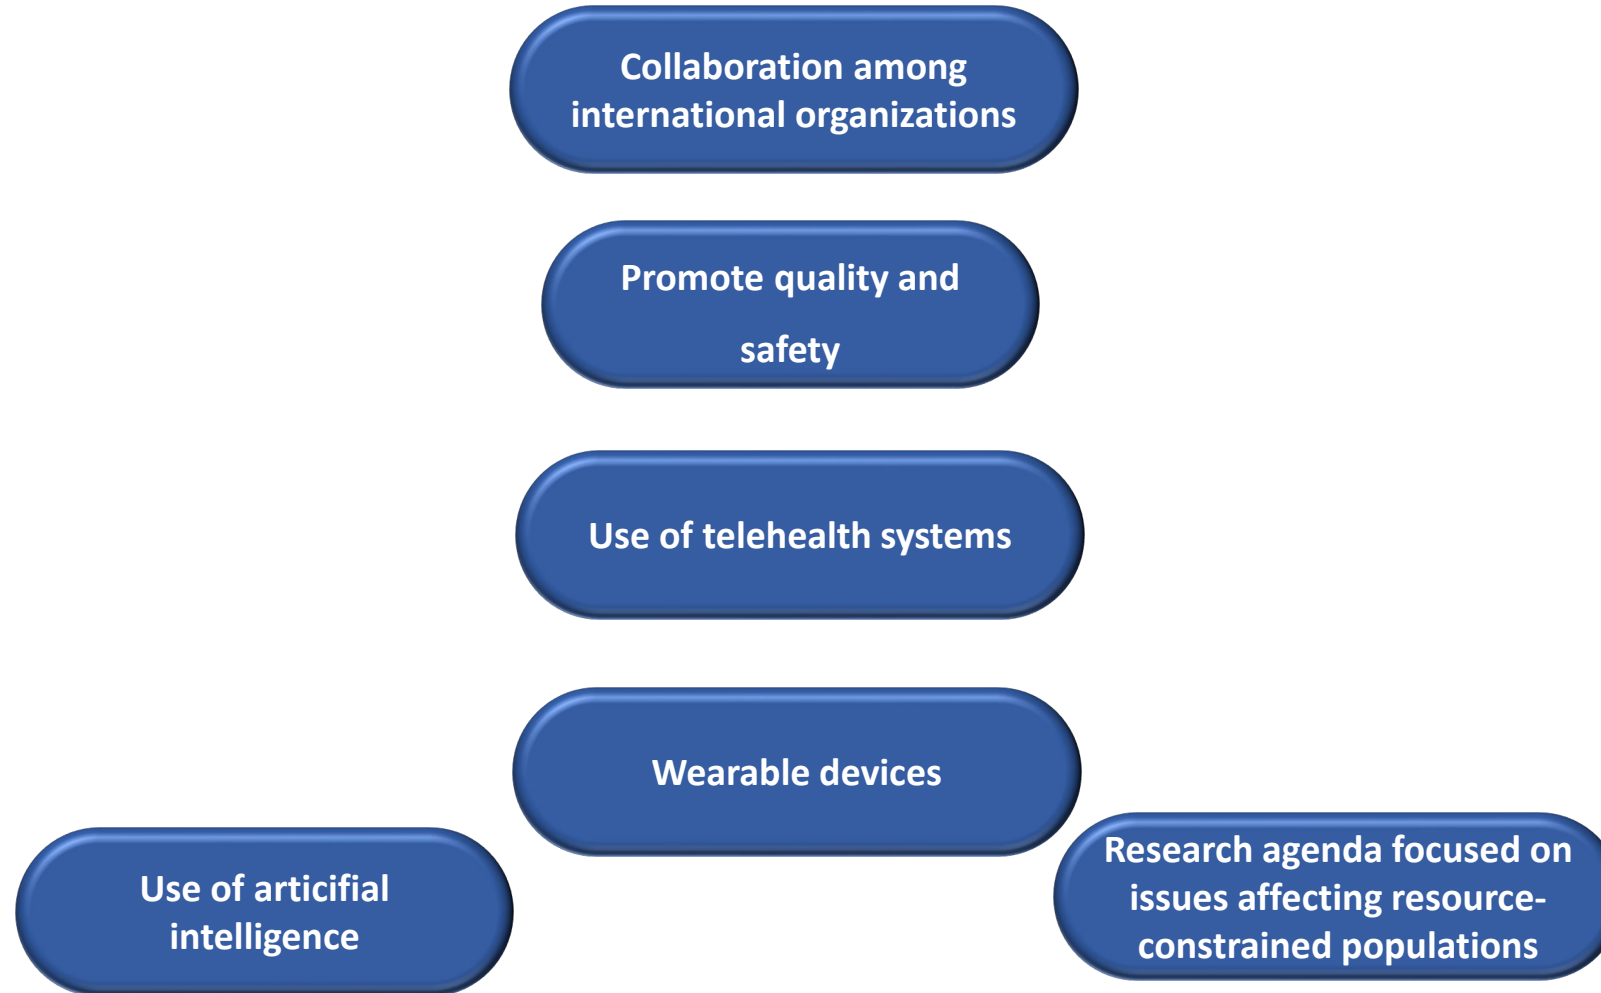 Collaboration among
international organizations
Promote quality and
safety
Use of telehealth systems
Wearable devices
Use of articifial
intelligence
Research agenda focused on
issues affecting resource-
constrained populations